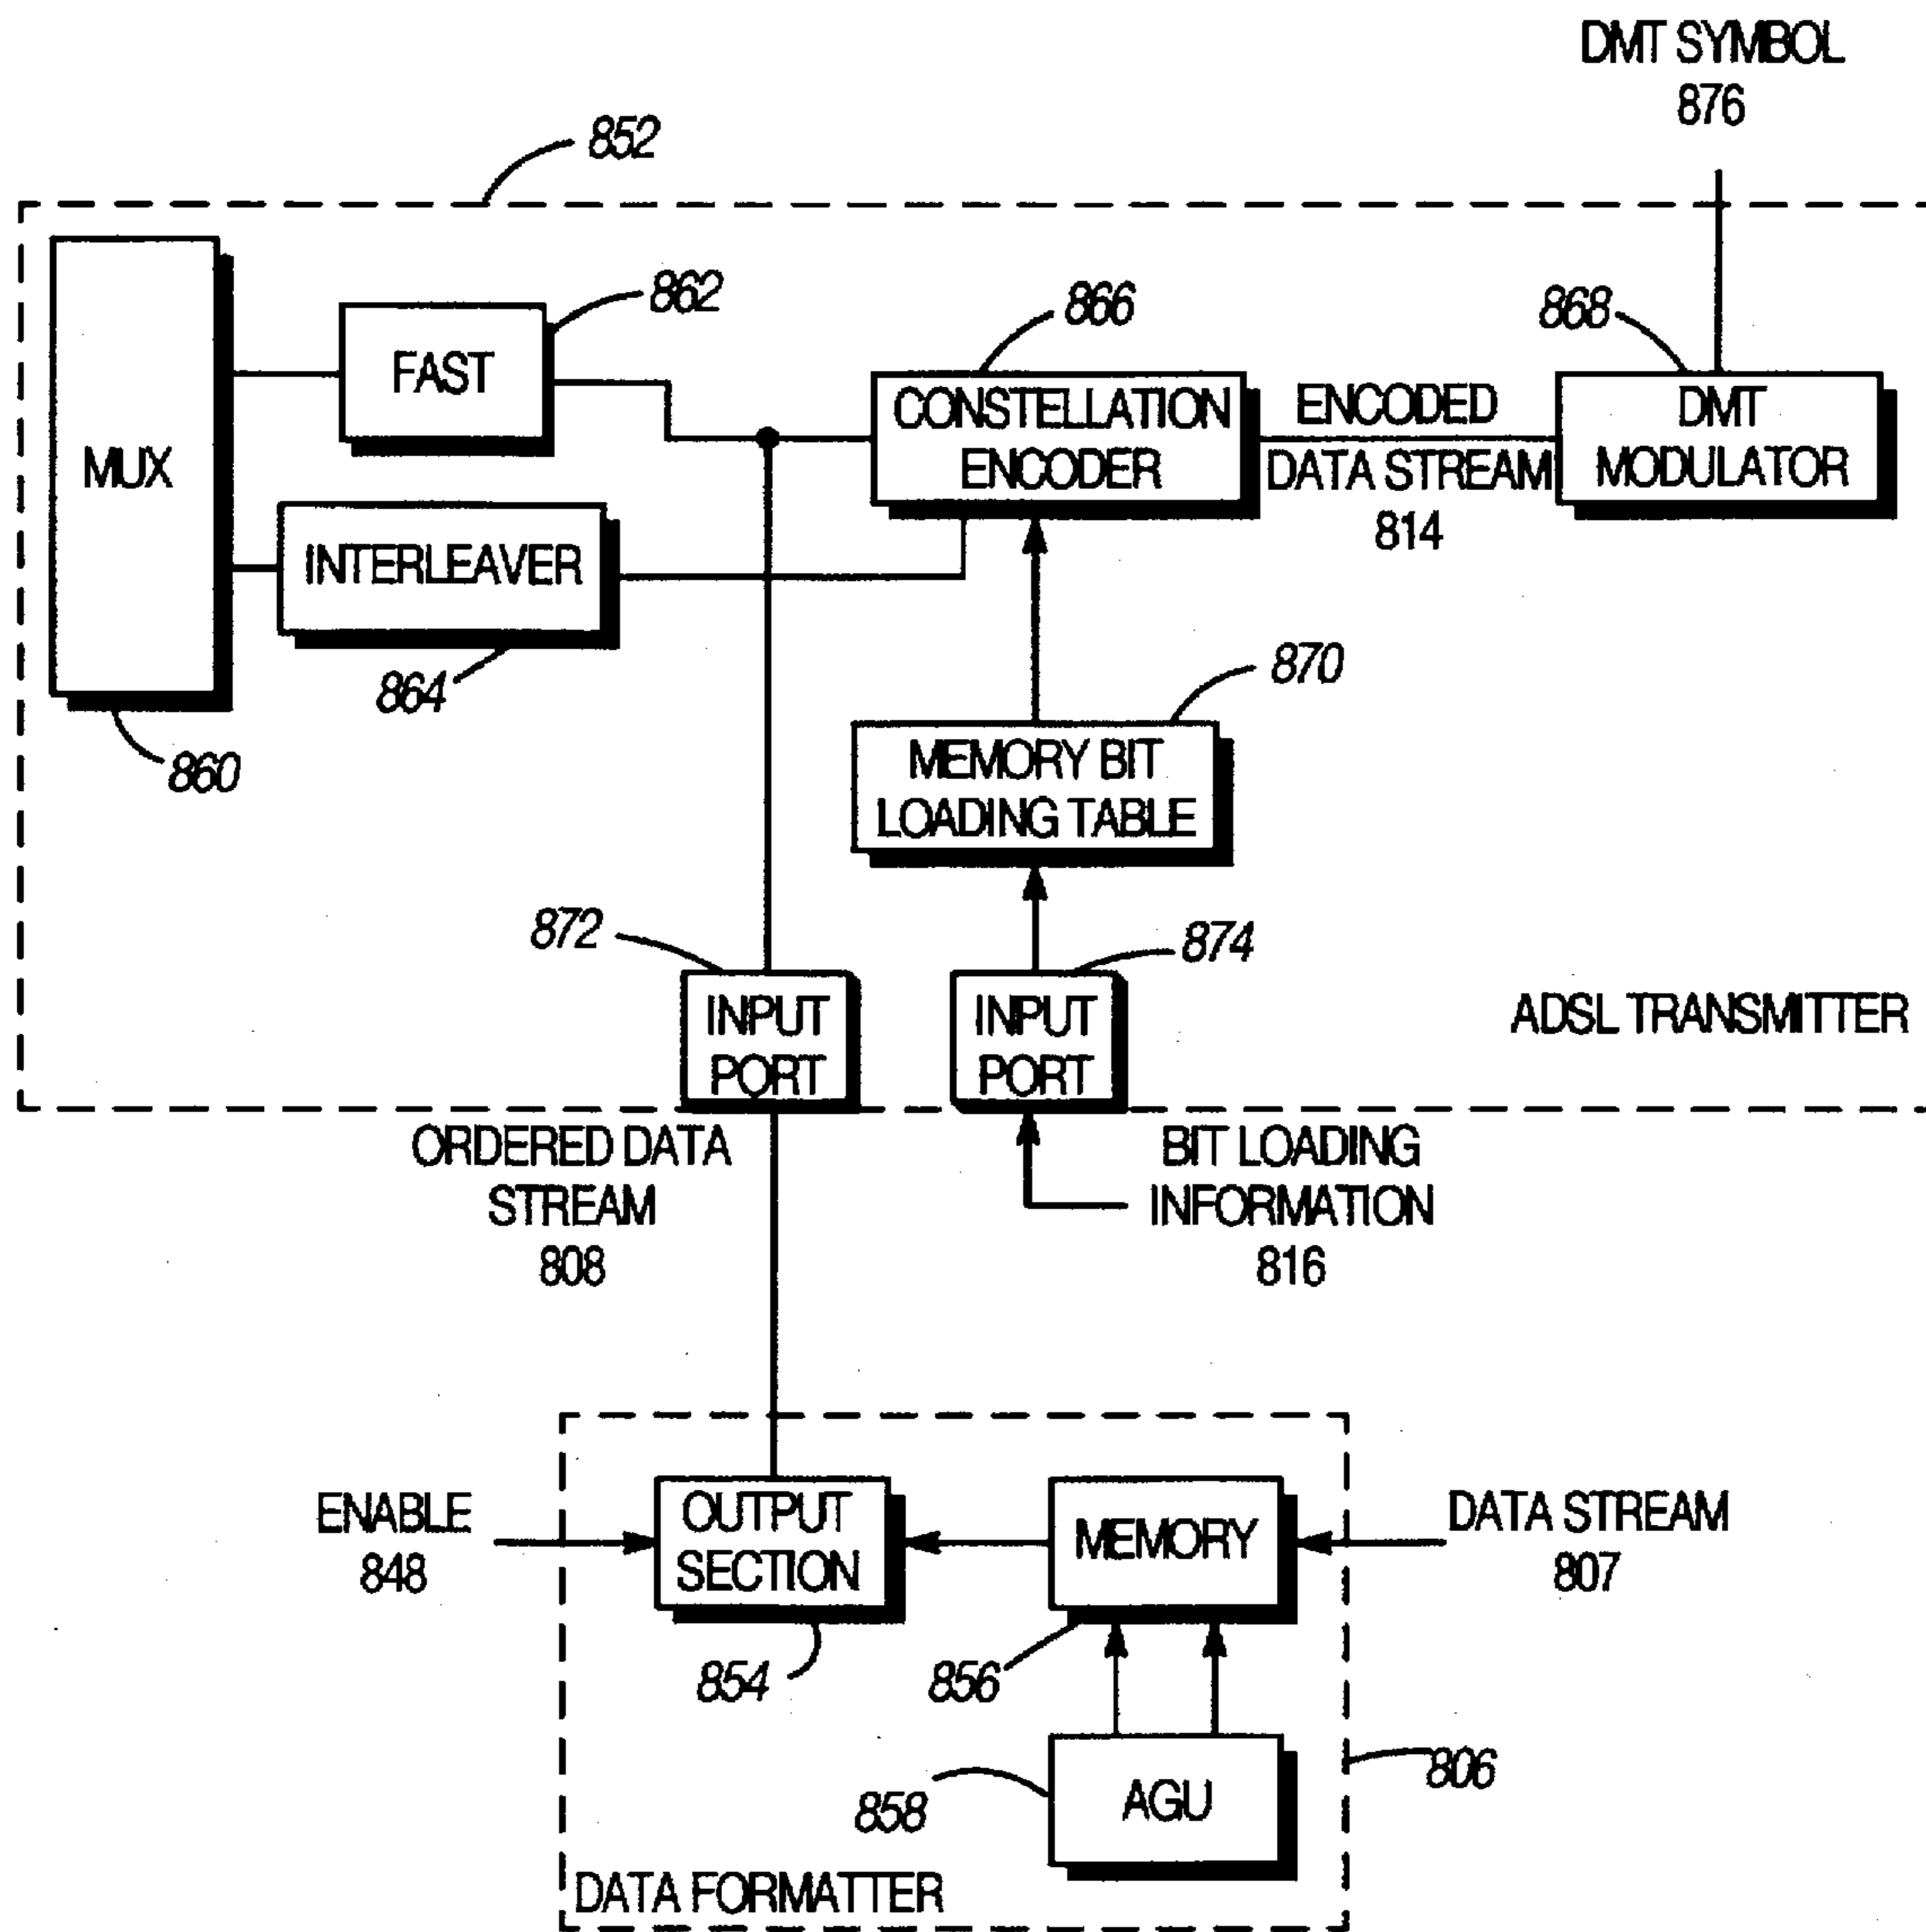 DMT SYMBOL
876
852
862
866
868
MUX
FAST
CONSTELLATION
ENCODER
ENCODED
DATA STREAM
814
DMT
MODULATOR
INTERLEAVER
864
860
870
MEMORY BIT
LOADING TABLE
872
874
INPUT
PORT
INPUT
PORT
ADSL TRANSMITTER
ORDERED DATA
STREAM
808
BIT LOADING
INFORMATION
816
ENABLE
848
OUTPUT
SECTION
MEMORY
DATA STREAM
807
854
856
858
AGU
806
DATA FORMATTER